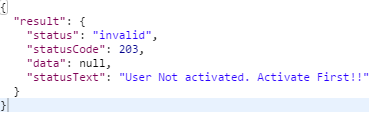 {
  "result": {
    "status": "invalid",
    "statusCode": 203,
    "data": null,
    "statusText": "User Not activated. Activate First!!"
  }
}